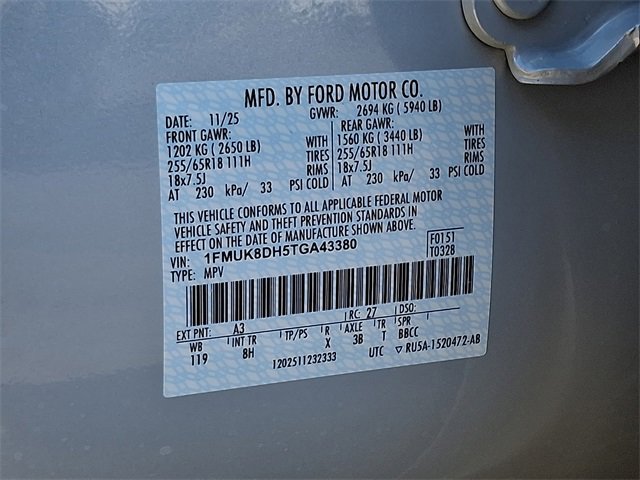 MFD. BY FORD MOTOR CO.
DATE: 11/25 GVWR: 2694 KG ( 5940 LB)
FRONT GAWR: REAR GAWR:
1202 KG ( 2650 LB) WITH 1560 KG ( 3440 LB) WITH
255/65R18 111H TIRES 255/65R18 111H TIRES
18x7.5J RIMS 18x7.5J RIMS
AT 230 kPa/ 33 PSI COLD AT 230 kPa/ 33 PSI COLD
THIS VEHICLE CONFORMS TO ALL APPLICABLE FEDERAL MOTOR
VEHICLE SAFETY AND THEFT PREVENTION STANDARDS IN
EFFECT ON THE DATE OF MANUFACTURE SHOWN ABOVE.
VIN: 1FMUK8DH5TGA43380 F0151
TYPE: MPV T0328
EXT PNT: A3 RC: 27 DSO:
WB INT TR TP/PS R AXLE TR SPR
119 8H X 3B T BBCC
1202511232333 UTC ▽ RU5A-1520472-AB